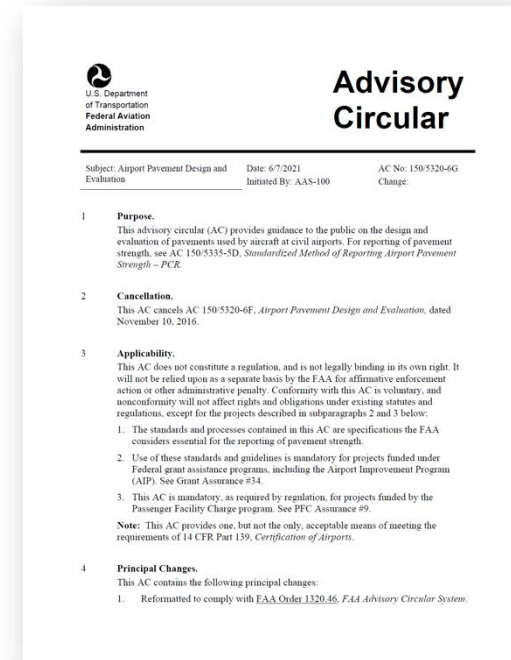 U.S. Department
of Transportation
Federal Aviation
Administration
Advisory
Circular
Subject: Airport Pavement Design and
Evaluation
Date: 6/7/2021
Initiated By: AAS-100
AC No: 150/5320-6G
Change:
1 Purpose.
This advisory circular (AC) provides guidance to the public on the design and
evaluation of pavements used by aircraft at civil airports. For reporting of pavement
strength, see AC 150/5335-5D, Standardized Method of Reporting Airport Pavement
Strength – PCR.
2 Cancellation.
This AC cancels AC 150/5320-6F, Airport Pavement Design and Evaluation, dated
November 10, 2016.
3 Applicability.
This AC does not constitute a regulation, and is not legally binding in its own right. It
will not be relied upon as a separate basis by the FAA for affirmative enforcement
action or other administrative penalty. Conformity with this AC is voluntary, and
nonconformity will not affect rights and obligations under existing statutes and
regulations, except for the projects described in subparagraphs 2 and 3 below:
1. The standards and processes contained in this AC are specifications the FAA
considers essential for the reporting of pavement strength.
2. Use of these standards and guidelines is mandatory for projects funded under
Federal grant assistance programs, including the Airport Improvement Program
(AIP). See Grant Assurance #34.
3. This AC is mandatory, as required by regulation, for projects funded by the
Passenger Facility Charge program. See PFC Assurance #9.
Note: This AC provides one, but not the only, acceptable means of meeting the
requirements of 14 CFR Part 139, Certification of Airports.
4 Principal Changes.
This AC contains the following principal changes:
1. Reformatted to comply with FAA Order 1320.46, FAA Advisory Circular System.